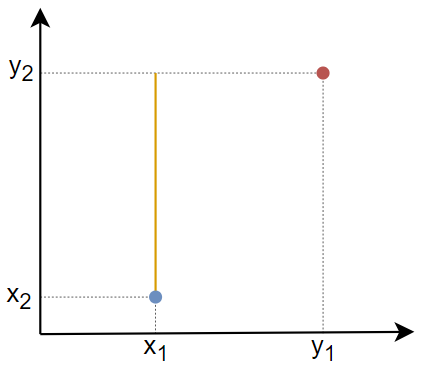 y₂
x₂
x₁ y₁